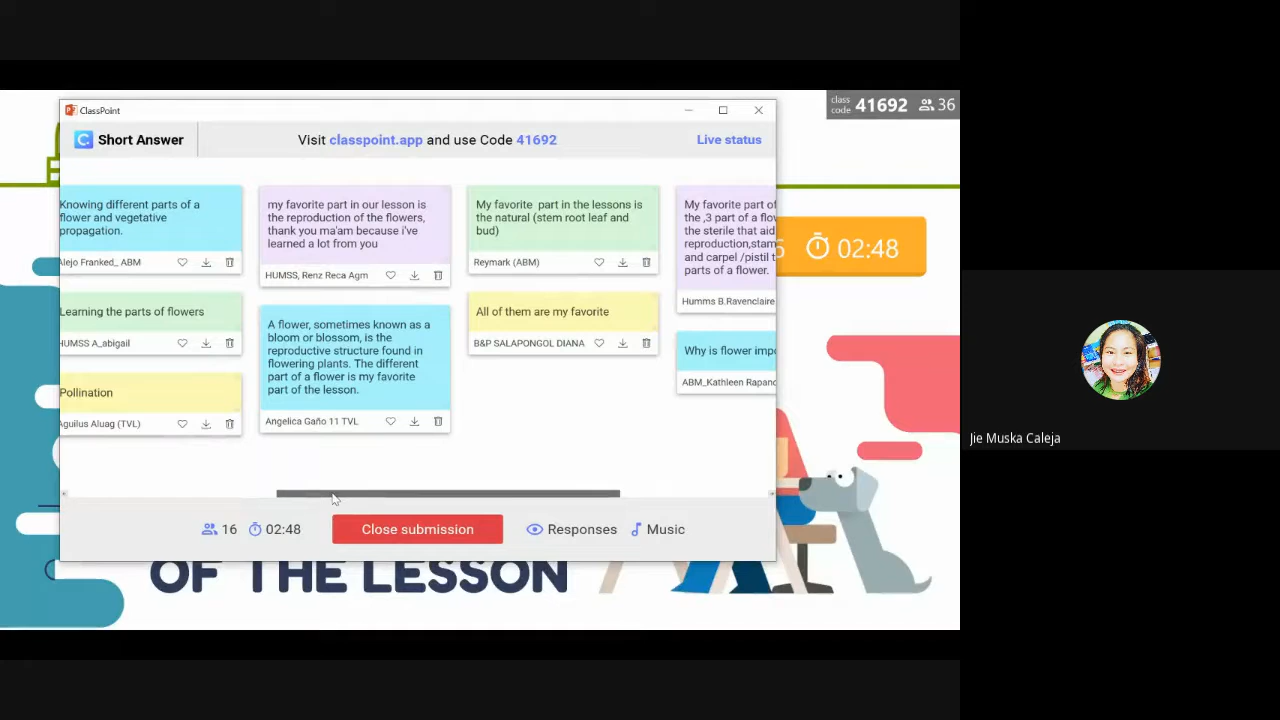 ClassPoint
class code 41692 36
Short Answer
Visit classpoint.app and use Code 41692
Live status
Knowing different parts of a
flower and vegetative
propagation.
Alejo Franked_ ABM
Learning the parts of flowers
HUMSS A_abigail
Pollination
Aguilus Aluag (TVL)
my favorite part in our lesson is
the reproduction of the flowers,
thank you ma'am because i've
learned a lot from you
HUMSS, Renz Reca Agm
A flower, sometimes known as a
bloom or blossom, is the
reproductive structure found in
flowering plants. The different
part of a flower is my favorite
part of the lesson.
Angelica Gaño 11 TVL
My favorite  part in the lessons is
the natural (stem root leaf and
bud)
Reymark (ABM)
All of them are my favorite
B&P SALAPONGOL DIANA
My favorite part of
the ,3 part of a flow
the sterile that aid
reproduction,stam
and carpel /pistil t
parts of a flower.
Humms B.Ravenclaire
Why is flower impo
ABM_Kathleen Rapano
6 02:48
16 02:48
Close submission
Responses
Music
OF THE LESSON
Jie Muska Caleja